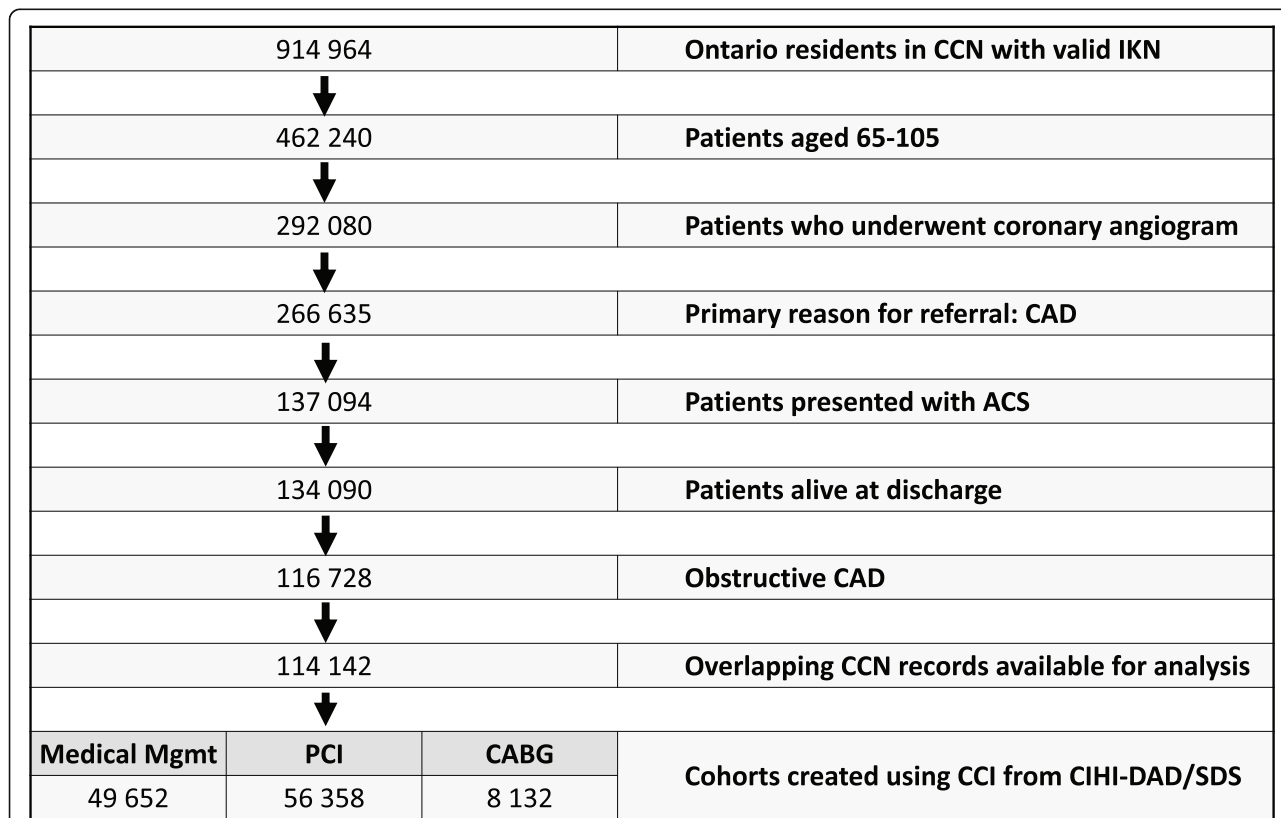 914 964 Ontario residents in CCN with valid IKN
462 240 Patients aged 65-105
292 080 Patients who underwent coronary angiogram
266 635 Primary reason for referral: CAD
137 094 Patients presented with ACS
134 090 Patients alive at discharge
116 728 Obstructive CAD
114 142 Overlapping CCN records available for analysis
Medical Mgmt PCI CABG
Cohorts created using CCI from CIHI-DAD/SDS
49 652 56 358 8 132